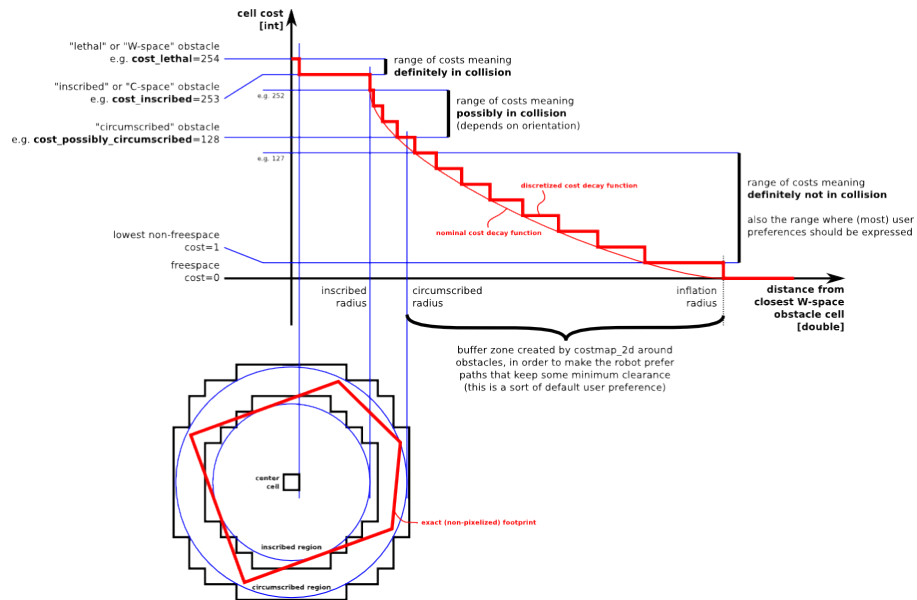 cell cost
[int]
"lethal" or "W-space" obstacle
e.g. cost_lethal=254
range of costs meaning
definitely in collision
"inscribed" or "C-space" obstacle
e.g. cost_inscribed=253
e.g. 252
range of costs meaning
possibly in collision
(depends on orientation)
"circumscribed" obstacle
e.g. cost_possibly_circumscribed=128
e.g. 127
range of costs meaning
definitely not in collision
also the range where (most) user
preferences should be expressed
discretized cost decay function
nominal cost decay function
lowest non-freespace
cost=1
freespace
cost=0
inscribed
radius
circumscribed
radius
inflation
radius
distance from
closest W-space
obstacle cell
[double]
buffer zone created by costmap_2d around
obstacles, in order to make the robot prefer
paths that keep some minimum clearance
(this is a sort of default user preference)
center
cell
exact (non-pixelized) footprint
inscribed region
circumscribed region